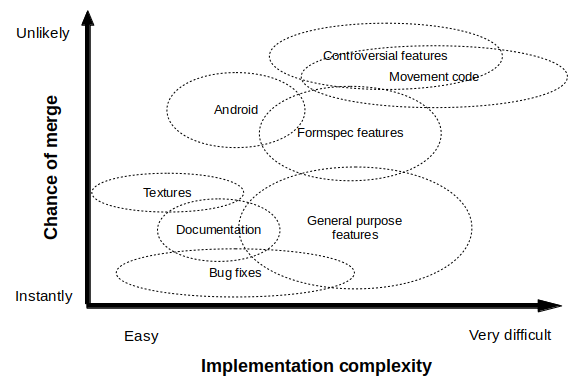 Unlikely
Controversial features
Movement code
Android
Formspec features
Chance of merge
Textures
Documentation
General purpose
features
Bug fixes
Instantly
Easy
Very difficult
Implementation complexity